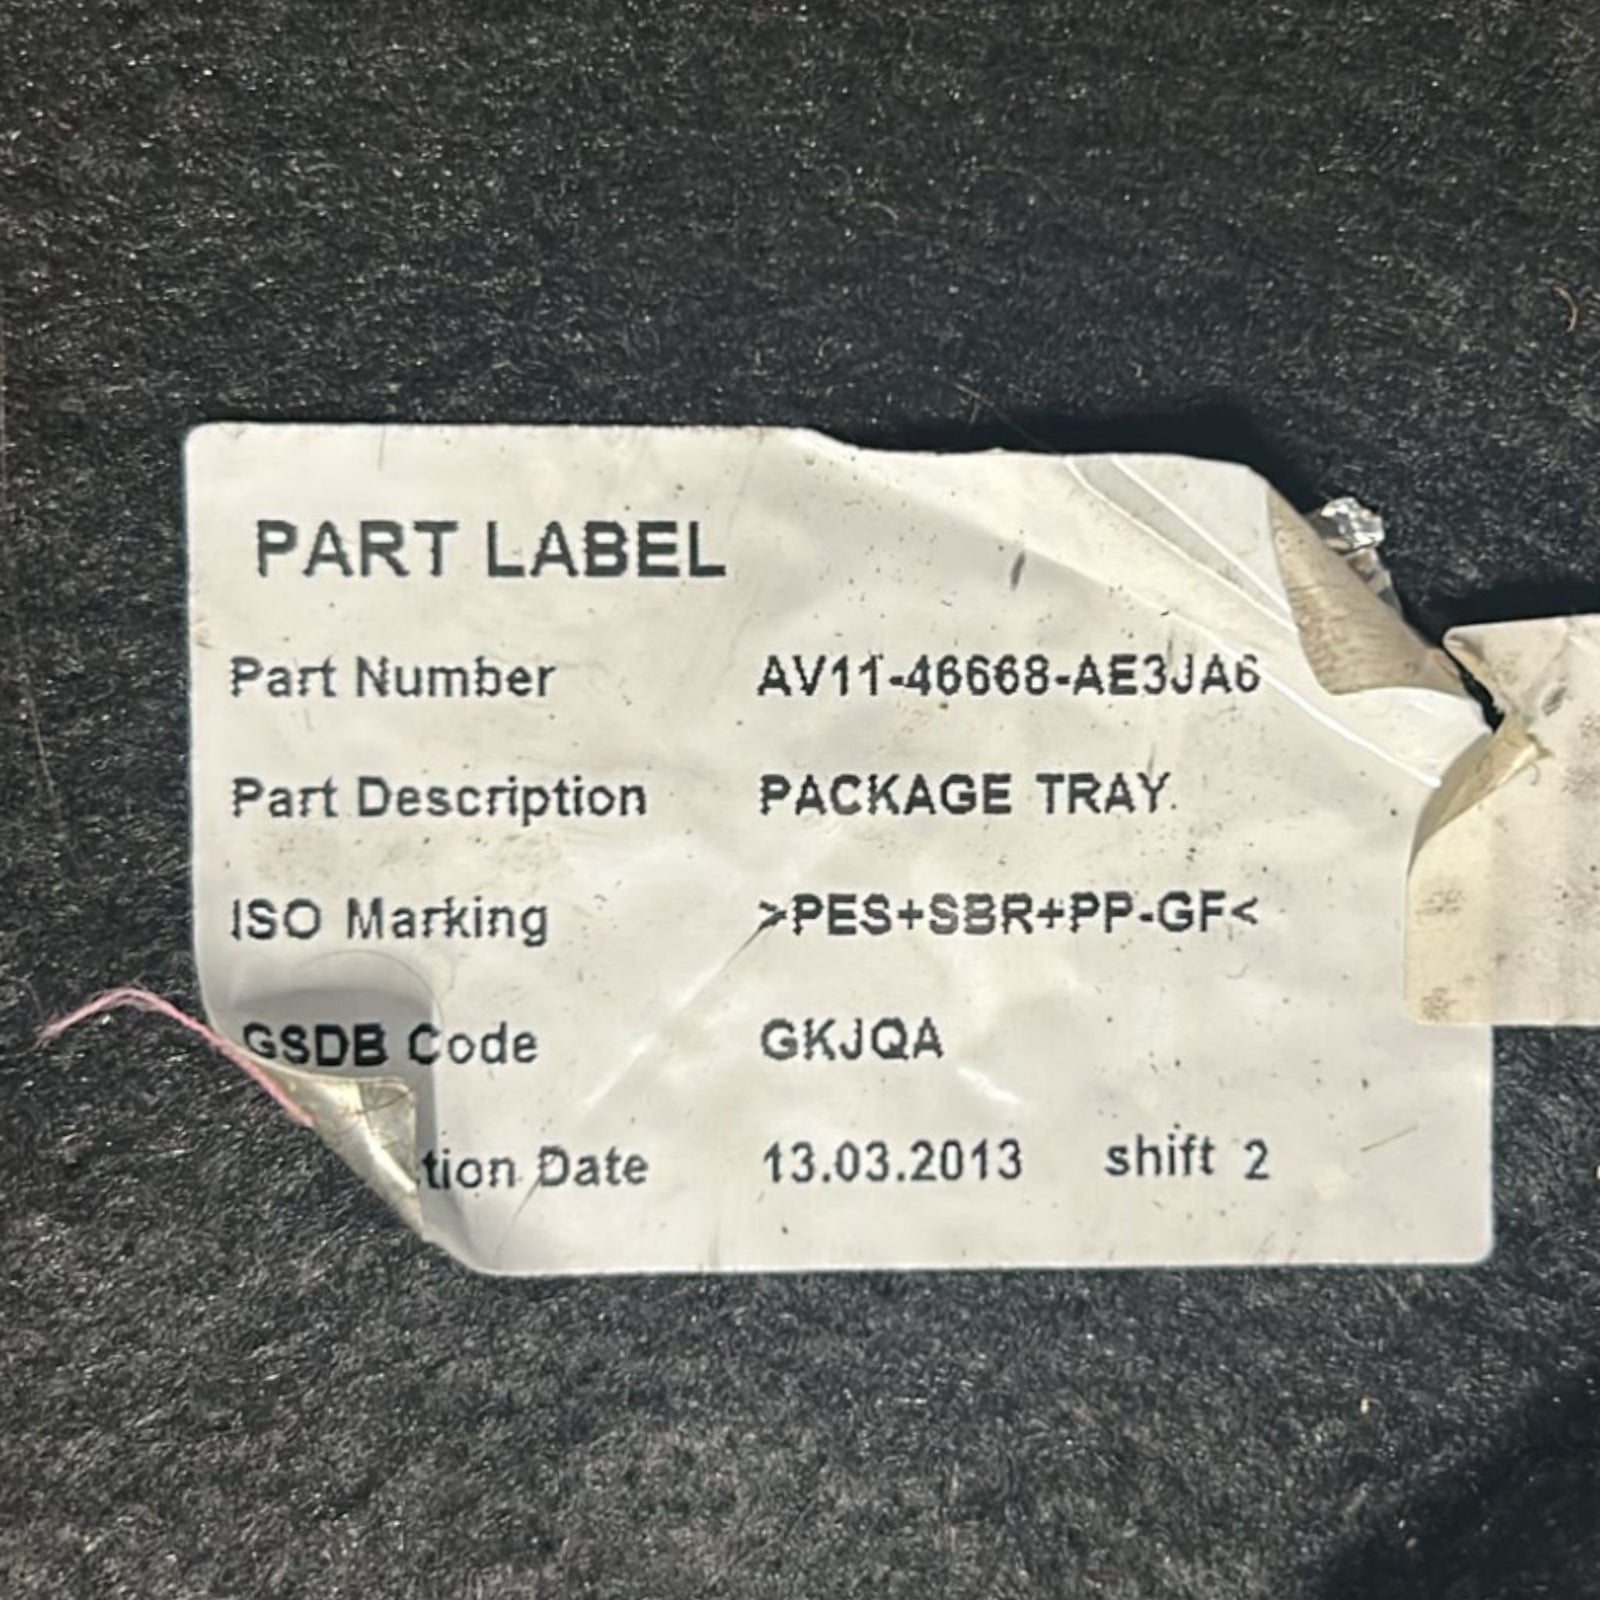 PART LABEL
Part Number AV11-46668-AE3JA6
Part Description PACKAGE TRAY
ISO Marking >PES+SBR+PP-GF<
GSDB Code GKJQA
tion Date 13.03.2013 shift 2